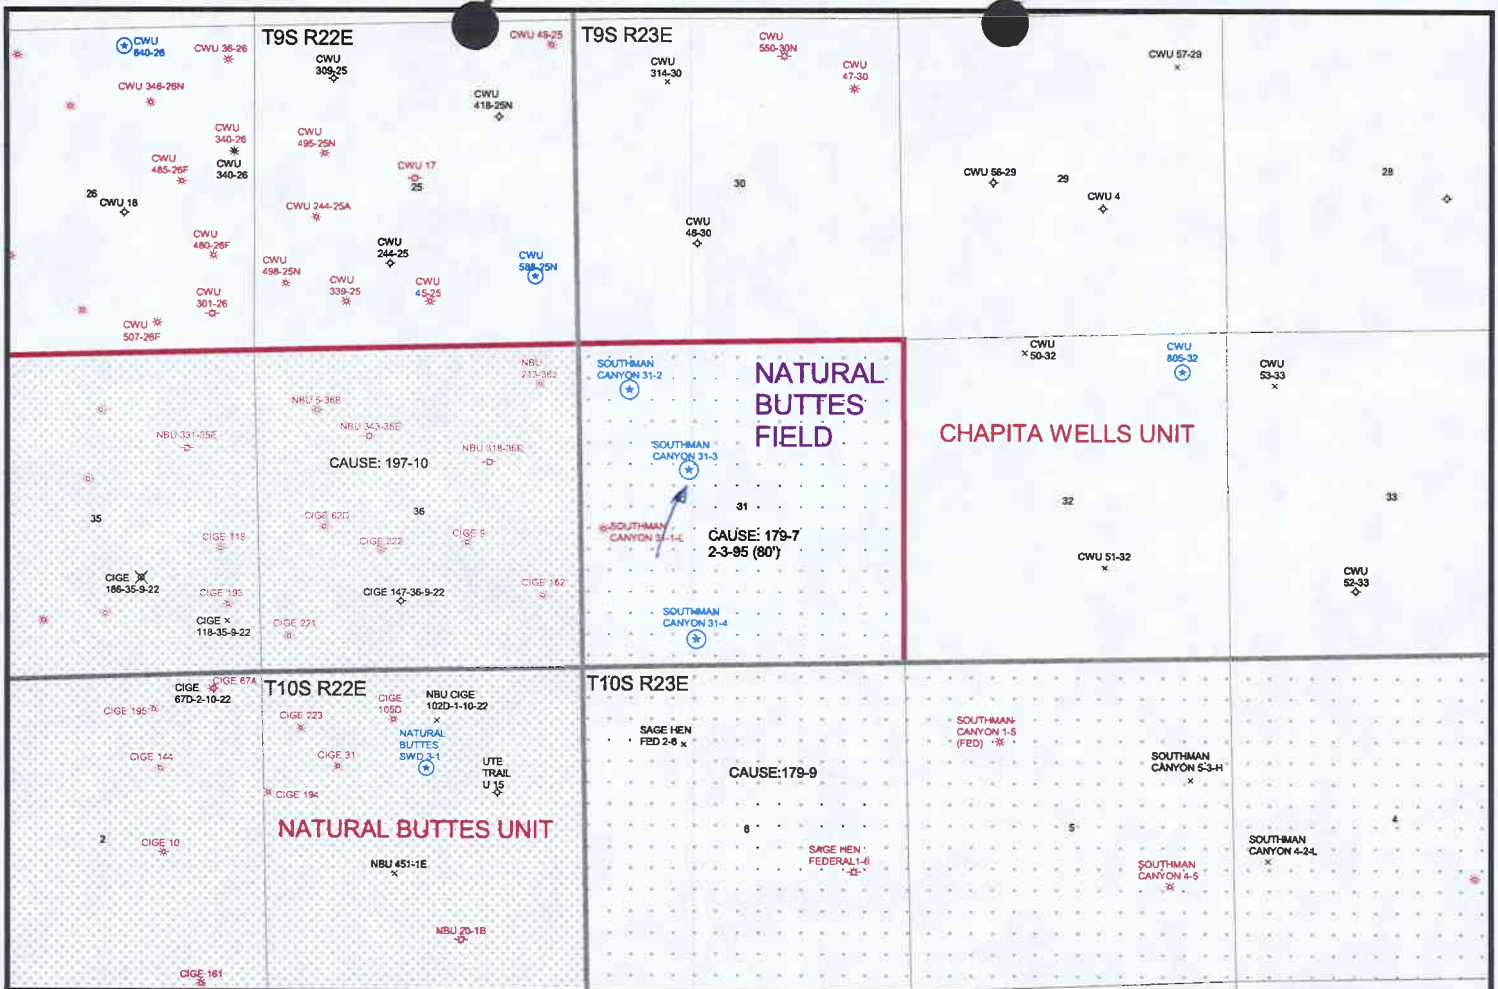 T9S R22E
T9S R23E
CWU
640-26
CWU 36-26
CWU 346-26N
CWU
340-26
CWU
340-26
CWU
485-26F
26
CWU 18
CWU
480-26F
CWU
301-26
CWU
507-26F
CWU
309-25
CWU 49-25
CWU
418-25N
CWU
495-25N
CWU 17
25
CWU 244-25A
CWU
244-25
CWU
498-25N
CWU
339-25
CWU
45-25
CWU
588-25N
CWU
314-30
CWU
550-30N
CWU
47-30
30
CWU
48-30
CWU 57-29
CWU 56-29
29
CWU 4
28
NBU 331-35E
35
CIGE 118
CIGE
186-35-9-22
CIGE 193
CIGE
118-35-9-22
NBU
213-36J
NBU 5-36B
NBU 343-36E
NBU 318-36E
CAUSE: 197-10
CIGE 62D
36
CIGE 222
CIGE 9
CIGE 162
CIGE 147-36-9-22
CIGE 221
SOUTHMAN
CANYON 31-2
NATURAL
BUTTES
FIELD
SOUTHMAN
CANYON 31-3
31
SOUTHMAN
CANYON 31-1-L
CAUSE: 179-7
2-3-95 (80')
SOUTHMAN
CANYON 31-4
CWU
50-32
CWU
805-32
CWU
53-33
CHAPITA WELLS UNIT
32
33
CWU 51-32
CWU
52-33
T10S R22E
T10S R23E
CIGE
67D-2-10-22
CIGE 67A
CIGE 195
CIGE 144
2
CIGE 10
CIGE 161
CIGE 223
CIGE
105D
NBU CIGE
102D-1-10-22
NATURAL
BUTTES
SWD 3-1
CIGE 31
UTE
TRAIL
U 15
CIGE 194
NATURAL BUTTES UNIT
NBU 451-1E
NBU 20-1B
SAGE HEN
FED 2-6
CAUSE:179-9
6
SAGE HEN
FEDERAL1-6
SOUTHMAN
CANYON 1-5
(FED)
SOUTHMAN
CANYON 5-3-H
5
SOUTHMAN
CANYON 4-5
4
SOUTHMAN
CANYON 4-2-L